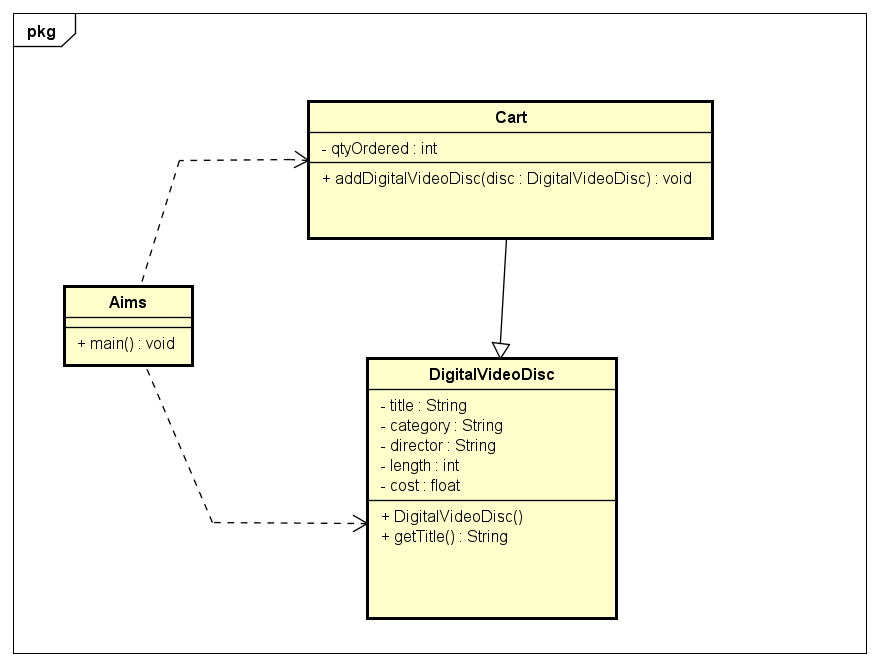 pkg
Cart
- qtyOrdered : int
+ addDigitalVideoDisc(disc : DigitalVideoDisc) : void
Aims
+ main() : void
DigitalVideoDisc
- title : String
- category : String
- director : String
- length : int
- cost : float
+ DigitalVideoDisc()
+ getTitle() : String